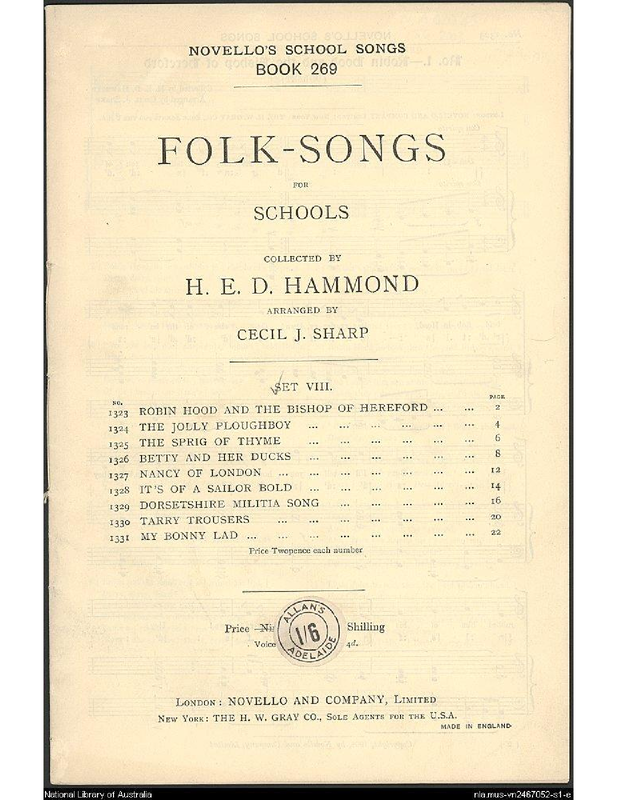 NOVELLO'S SCHOOL SONGS
BOOK 269
FOLK-SONGS
FOR
SCHOOLS
COLLECTED BY
H. E. D. HAMMOND
ARRANGED BY
CECIL J. SHARP
SET VIII.
NO. PAGE
1323 ROBIN HOOD AND THE BISHOP OF HEREFORD ... ... 2
1324 THE JOLLY PLOUGHBOY ... ... ... ... ... ... 4
1325 THE SPRIG OF THYME ... ... ... ... ... ... 6
1326 BETTY AND HER DUCKS ... ... ... ... ... ... 8
1327 NANCY OF LONDON ... ... ... ... ... ... ... 12
1328 IT'S OF A SAILOR BOLD ... ... ... ... ... ... 14
1329 DORSETSHIRE MILITIA SONG ... ... ... ... ... 16
1330 TARRY TROUSERS ... ... ... ... ... ... ... 20
1331 MY BONNY LAD ... ... ... ... ... ... ... ... 22
Price Twopence each number
ALLAN'S
1/6
ADELAIDE
Price Shilling
Voice 4d.
LONDON: NOVELLO AND COMPANY, LIMITED
NEW YORK: THE H. W. GRAY CO., SOLE AGENTS FOR THE U.S.A.
MADE IN ENGLAND
National Library of Australia nla.mus-vn2467052-s1-e